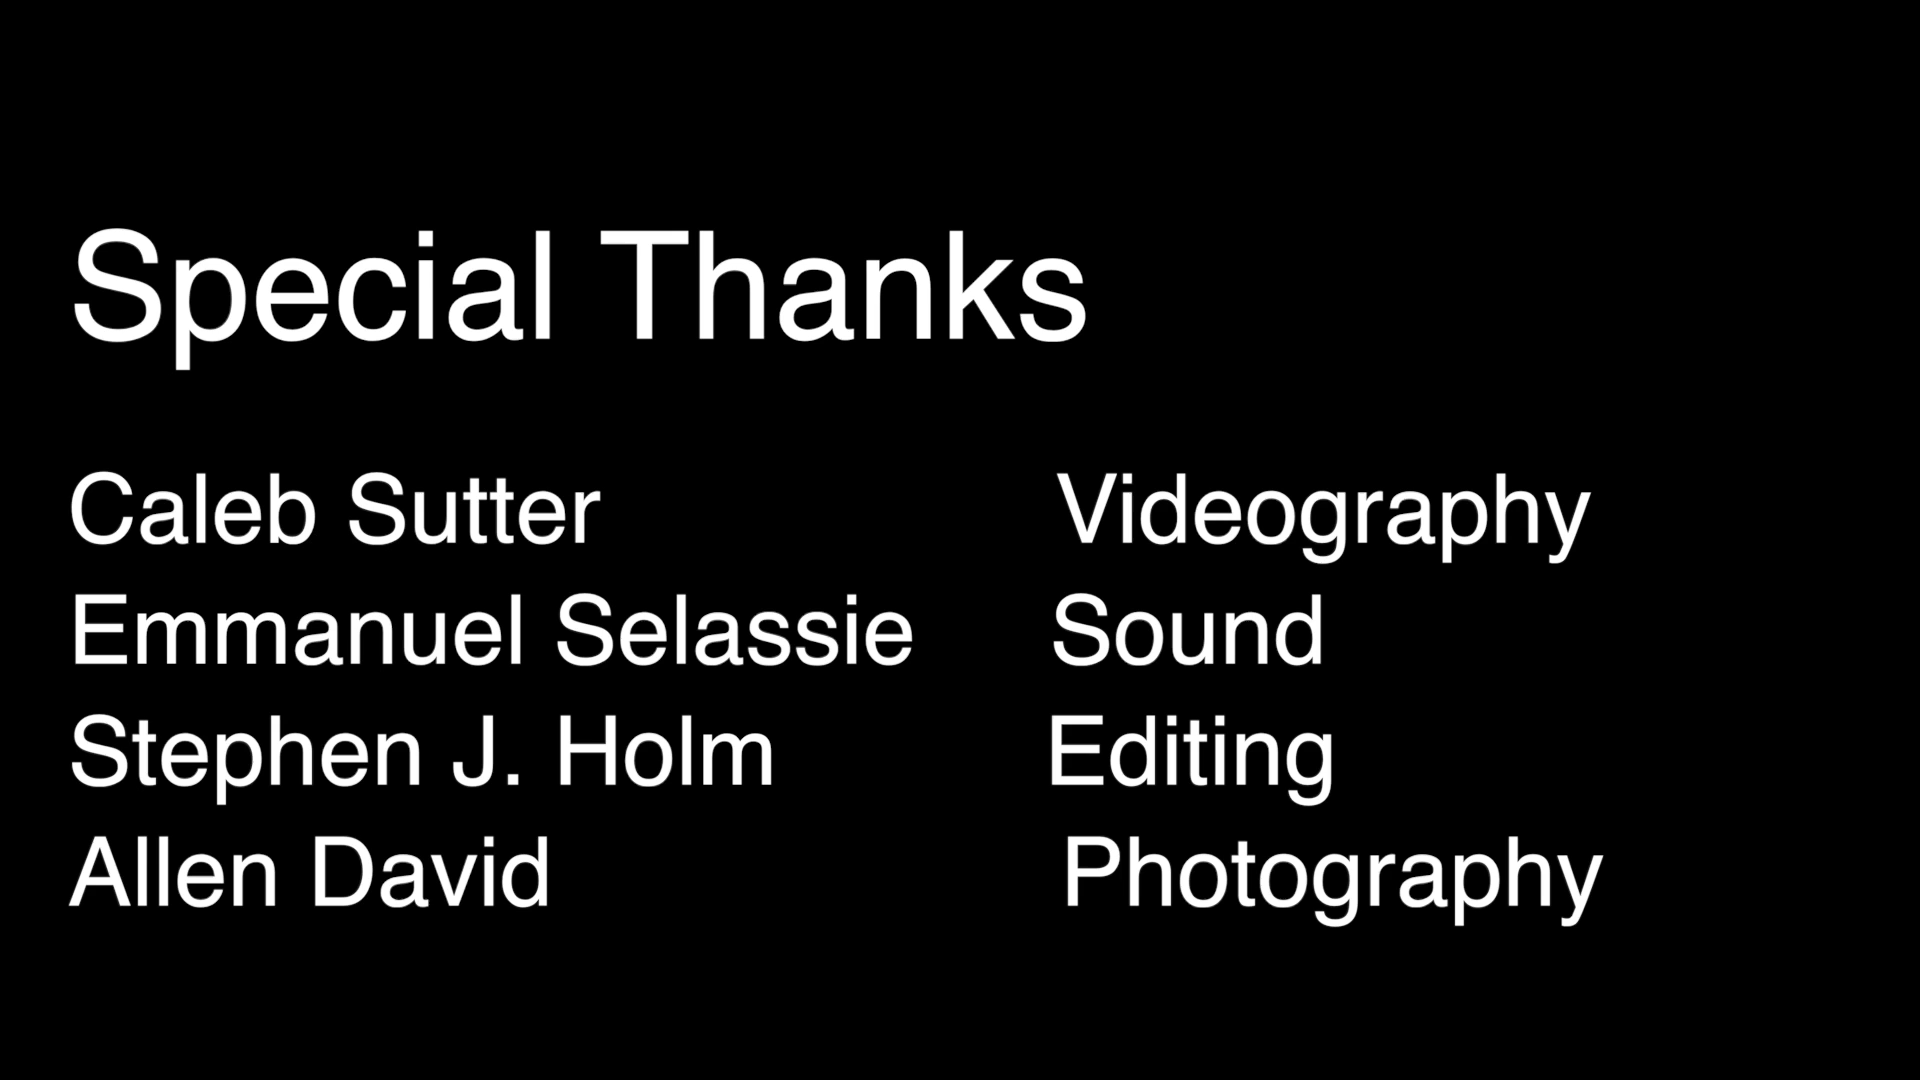 Special Thanks
Caleb Sutter Videography
Emmanuel Selassie Sound
Stephen J. Holm Editing
Allen David Photography